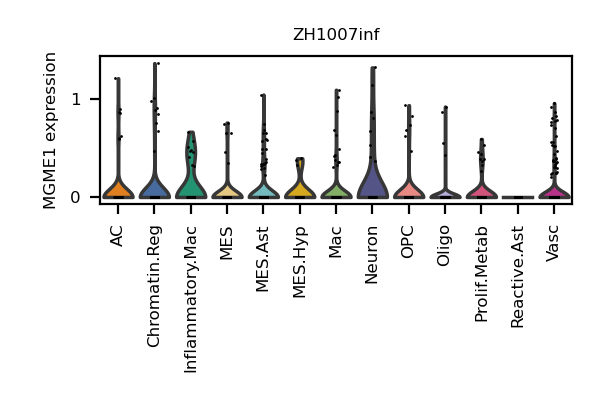 ZH1007inf
MGME1 expression
1
0
AC
Chromatin.Reg
Inflammatory.Mac
MES
MES.Ast
MES.Hyp
Mac
Neuron
OPC
Oligo
Prolif.Metab
Reactive.Ast
Vasc